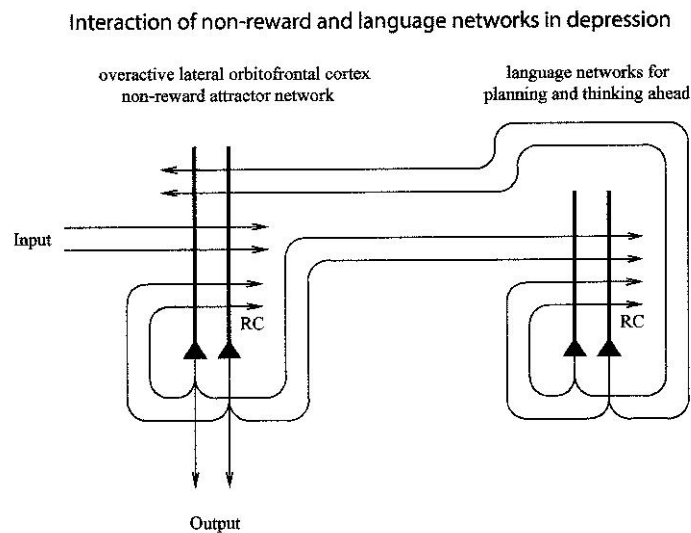 Interaction of non-reward and language networks in depression
overactive lateral orbitofrontal cortex
non-reward attractor network
language networks for
planning and thinking ahead
Input
RC
RC
Output